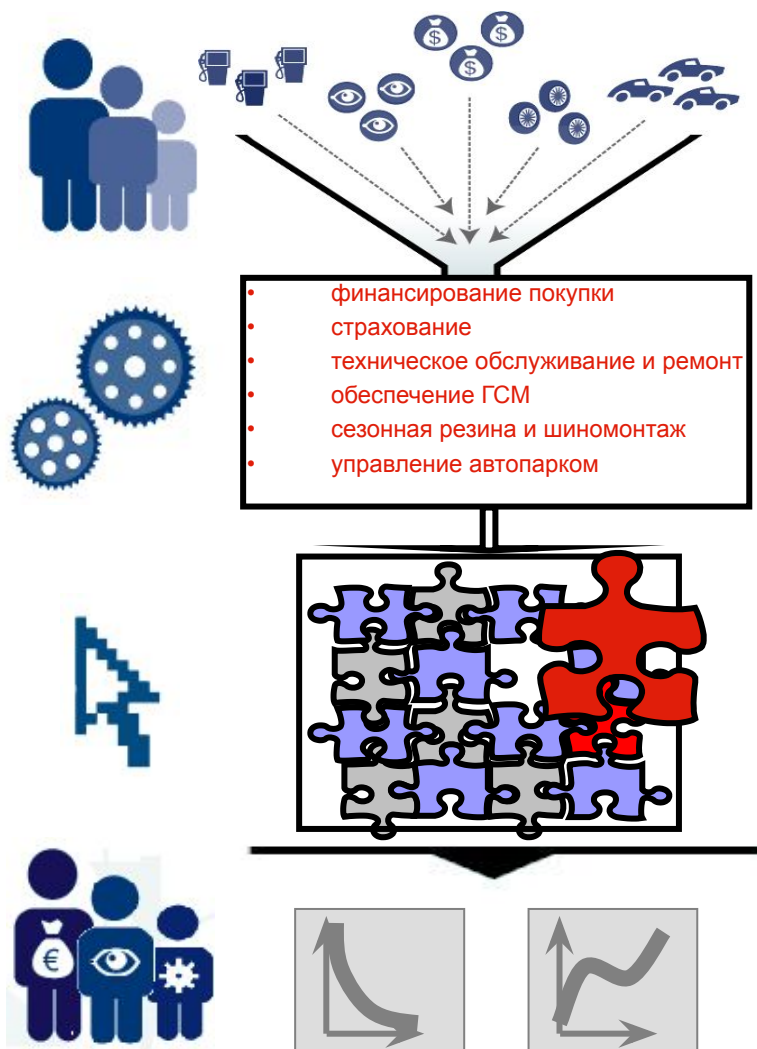 $ $
$
• финансирование покупки
• страхование
• техническое обслуживание и ремонт
• обеспечение ГСМ
• сезонная резина и шиномонтаж
• управление автопарком
€